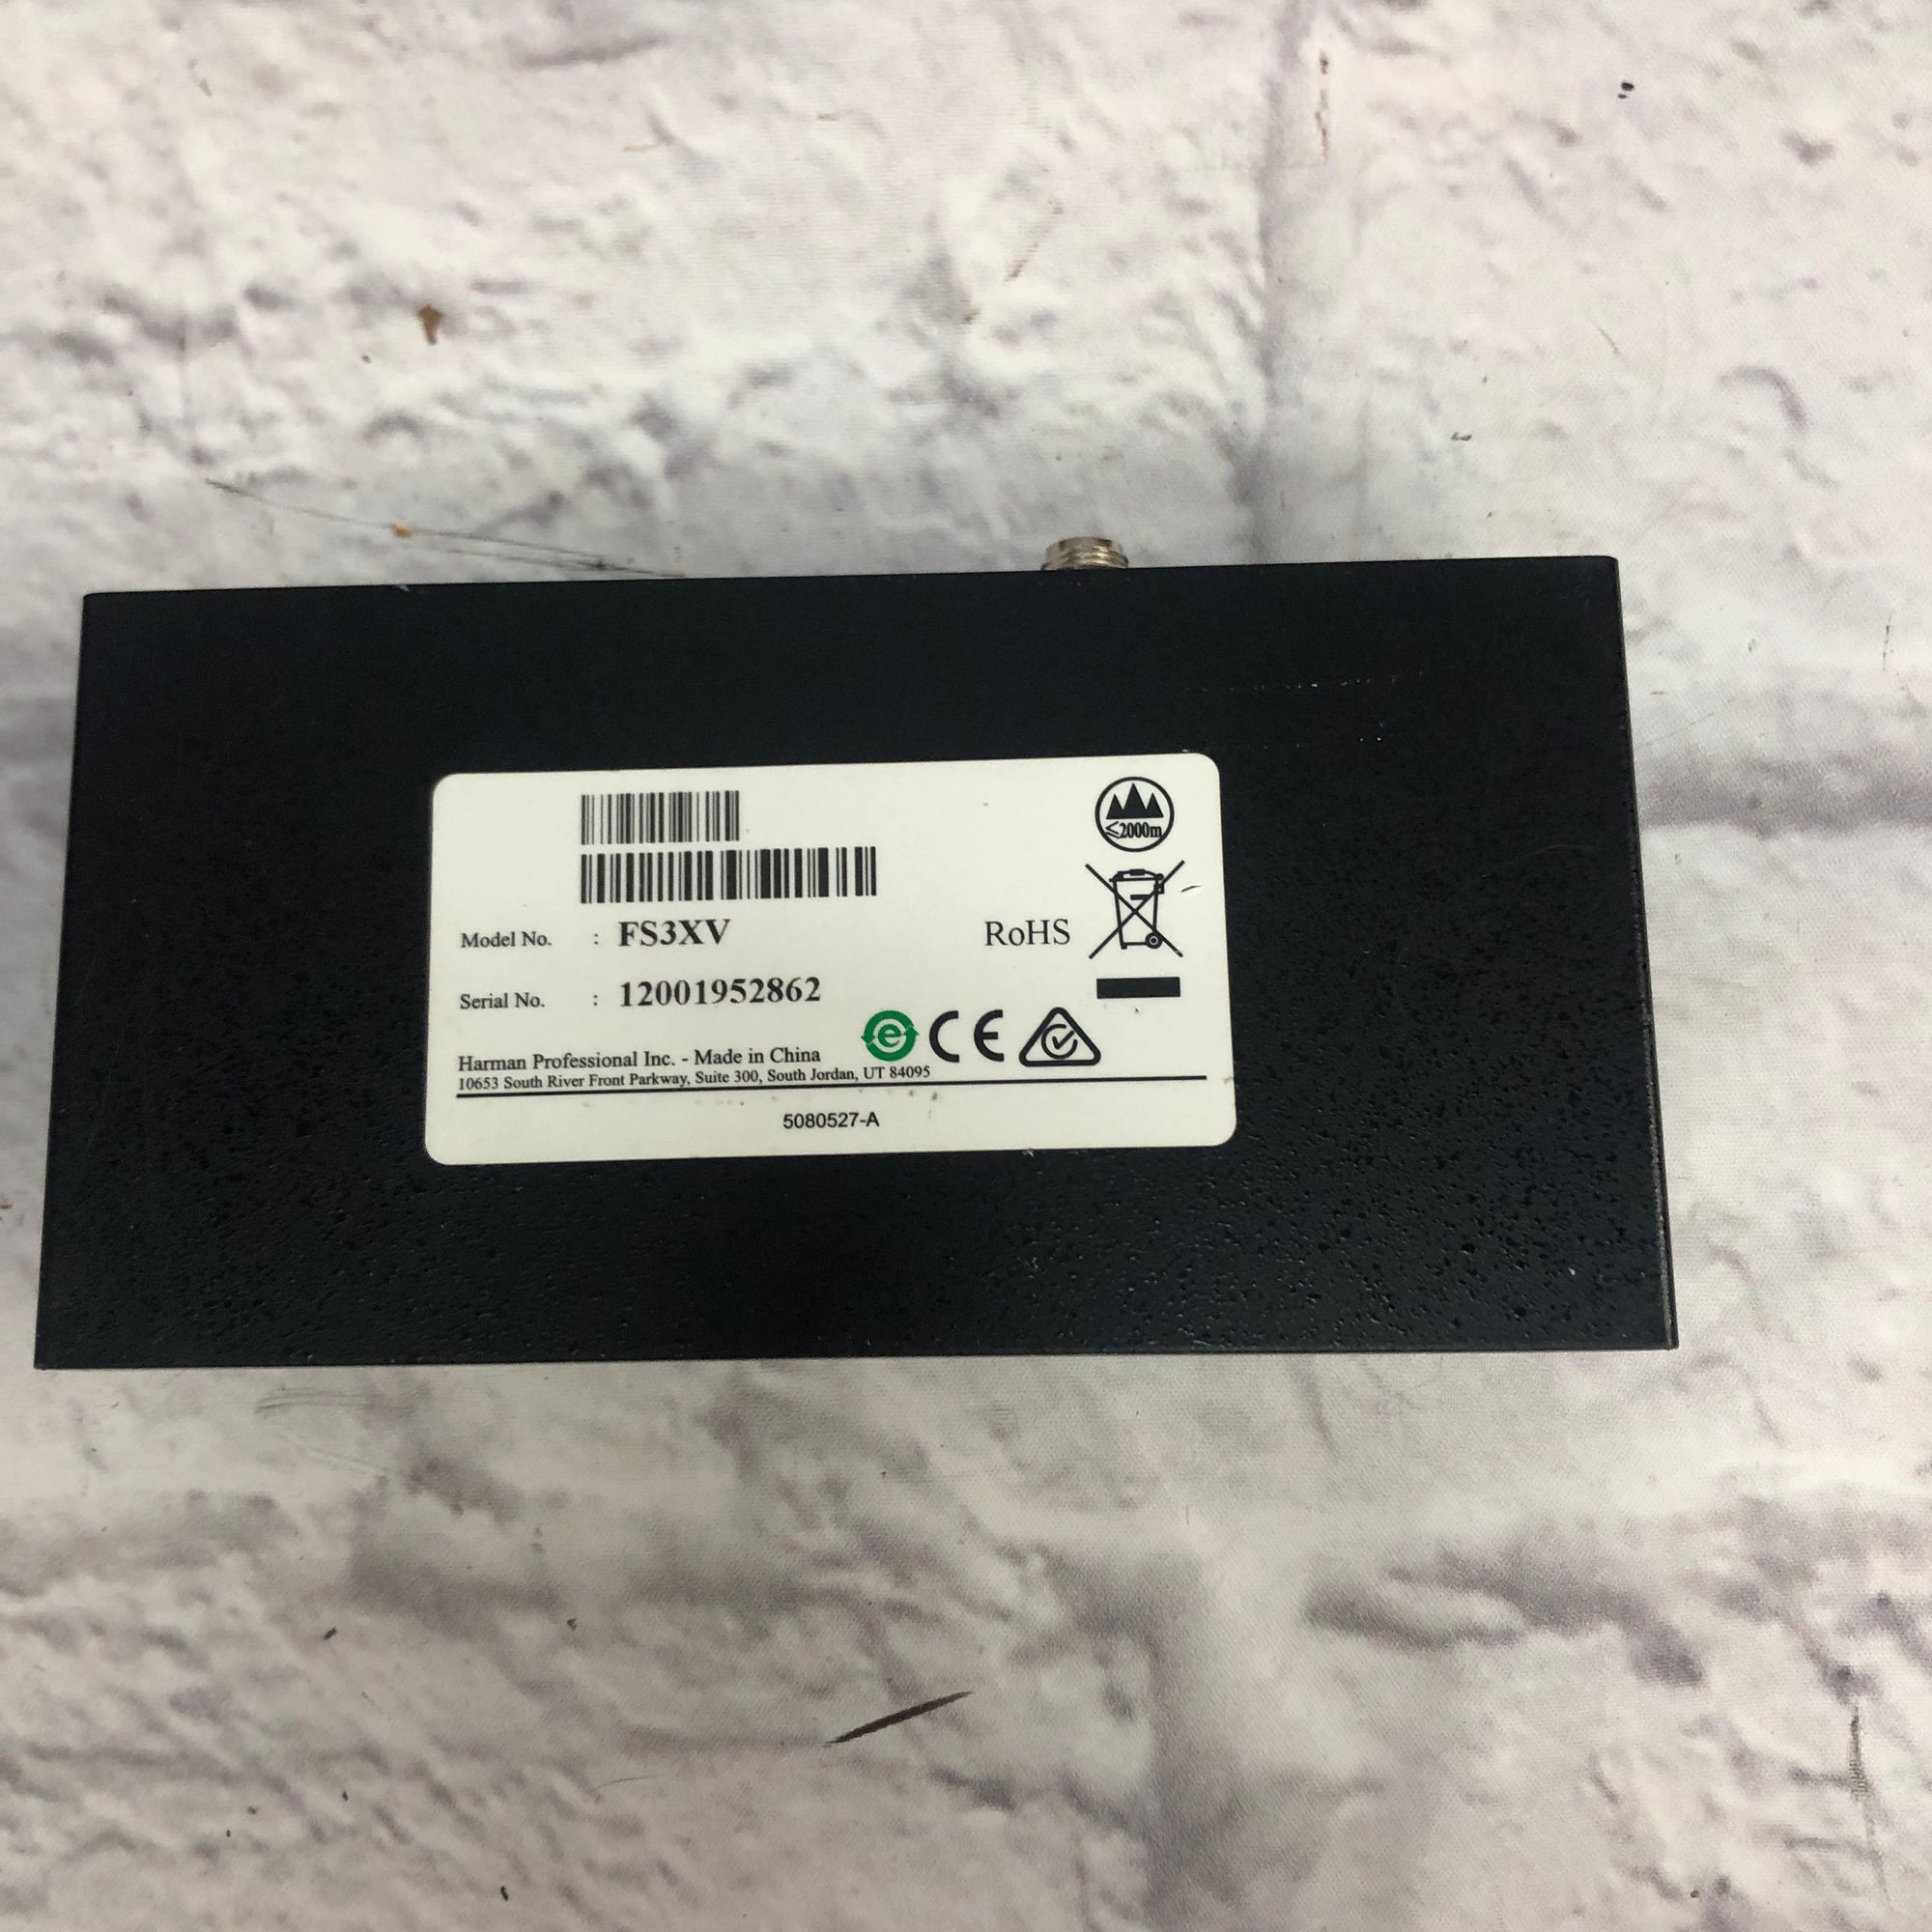 ≤2000m
Model No. : FS3XV
RoHS
Serial No. : 12001952862
e CE
Harman Professional Inc. - Made in China
10653 South River Front Parkway, Suite 300, South Jordan, UT 84095
5080527-A